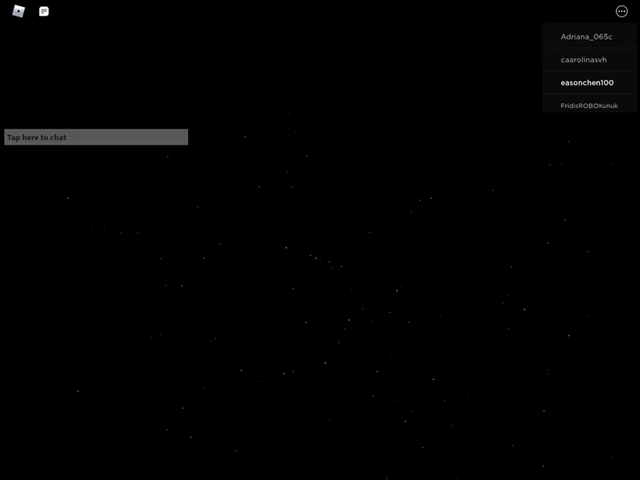 Adriana_065c
caarolinasvh
easonchen100
FridisROBOXunuk
Tap here to chat